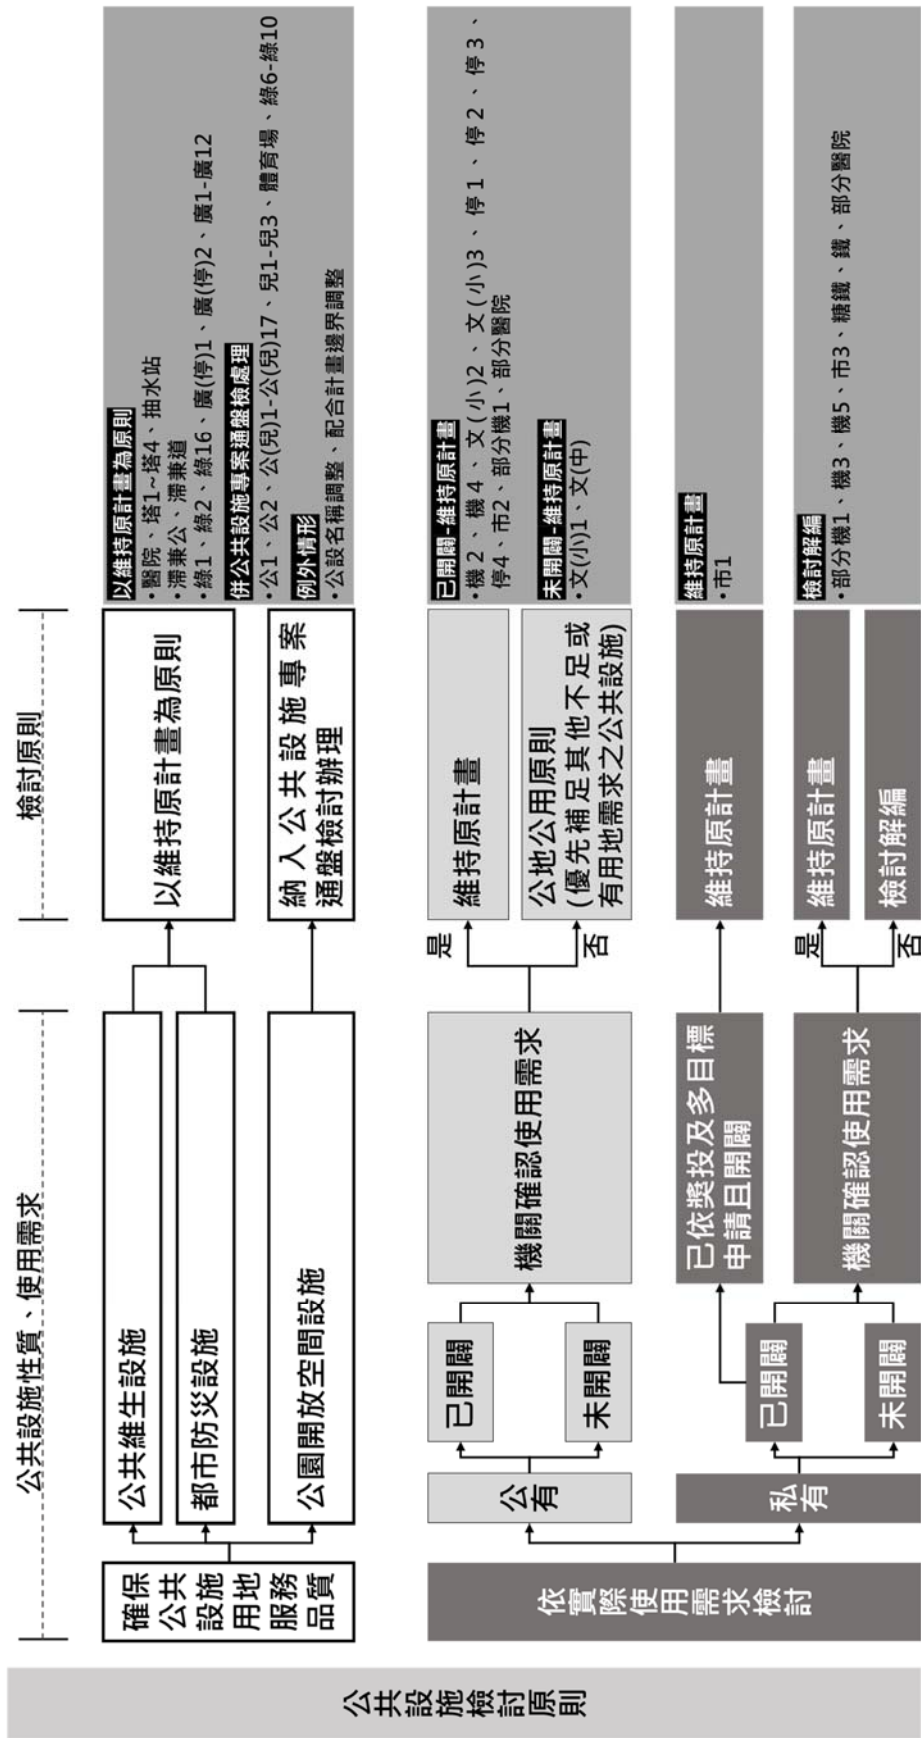 公共設施檢討原則
公共設施性質、使用需求
檢討原則
確保
公共
設施
用地
服務
品質
公共維生設施
都市防災設施
公園開放空間設施
以維持原計畫為原則
納入公共設施專案
通盤檢討辦理
以維持原計畫為原則
•醫院、塔1~塔4、抽水站
•滯兼公、滯兼道
•綠1、綠2、綠16、廣(停)1、廣(停)2、廣1-廣12
併公共設施專案通盤檢處理
•公1、公2、公(兒)1-公(兒)17、兒1-兒3、體育場、綠6-綠10
例外情形
•公設名稱調整、配合計畫邊界調整
依實際使用需求檢討
公有
已開闢
未開闢
機關確認使用需求
是
否
維持原計畫
公地公用原則
(優先補足其他不足或
有用地需求之公共設施)
已開闢-維持原計畫
•機2、機4、文(小)2、文(小)3、停1、停2、停3、
停4、市2、部分機1、部分醫院
未開闢-維持原計畫
•文(小)1、文(中)
私有
已開闢
未開闢
已依獎投及多目標
申請且開闢
機關確認使用需求
是
否
維持原計畫
維持原計畫
檢討解編
維持原計畫
•市1
檢討解編
•部分機1、機3、機5、市3、糖鐵、鐵、部分醫院